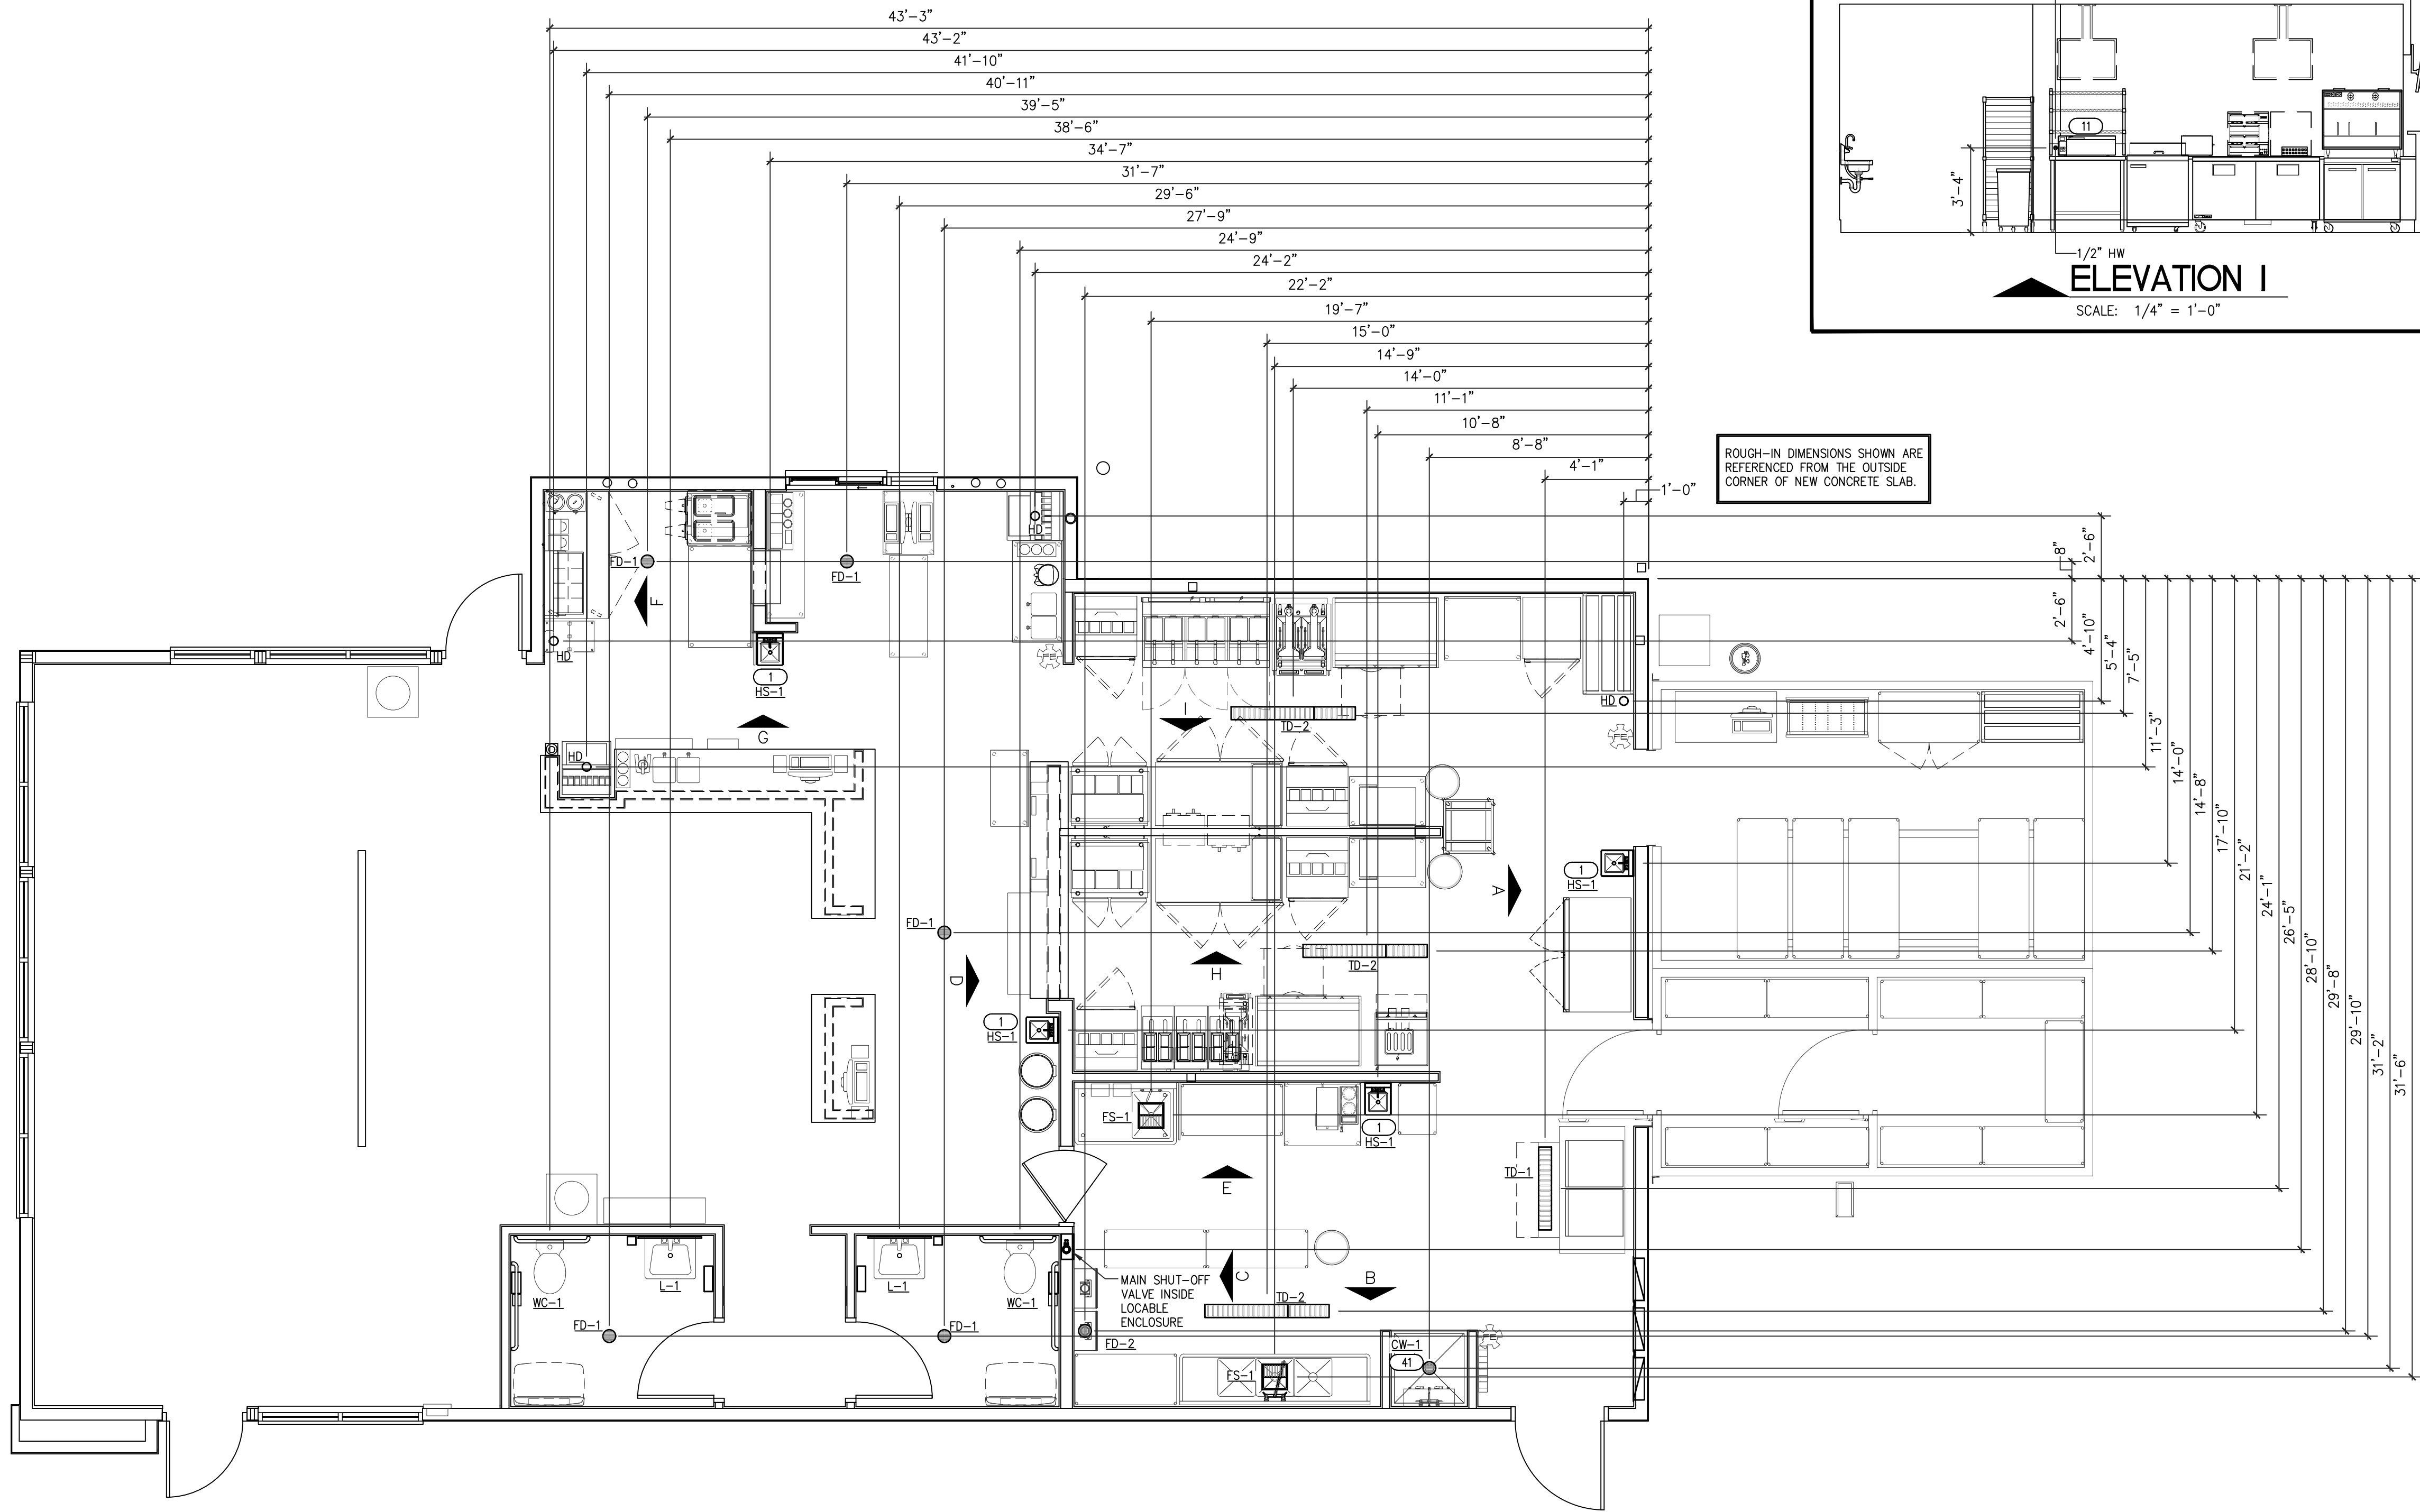 43'-3"
43'-2"
41'-10"
40'-11"
39'-5"
38'-6"
34'-7"
31'-7"
29'-6"
27'-9"
24'-9"
24'-2"
22'-2"
19'-7"
15'-0"
14'-9"
14'-0"
11'-1"
10'-8"
8'-8"
4'-1"
1'-0"
11
3'-4"
1/2" HW
ELEVATION I
SCALE: 1/4" = 1'-0"
ROUGH-IN DIMENSIONS SHOWN ARE
REFERENCED FROM THE OUTSIDE
CORNER OF NEW CONCRETE SLAB.
8"
2'-6"
2'-6"
4'-10"
5'-4"
7'-5"
11'-3"
14'-0"
14'-8"
17'-10"
21'-2"
24'-1"
26'-5"
28'-10"
29'-8"
29'-10"
31'-2"
31'-6"
HD
FD-1
FD-1
F
HD
1
HS-1
G
HD
I
TD-2
HD
A
1
HS-1
FD-1
D
H
TD-2
1
HS-1
FS-1
1
HS-1
E
TD-1
WC-1
L-1
L-1
WC-1
MAIN SHUT-OFF
VALVE INSIDE
LOCABLE
ENCLOSURE
C
B
TD-2
FD-1
FD-1
FD-2
CW-1
41
FS-1